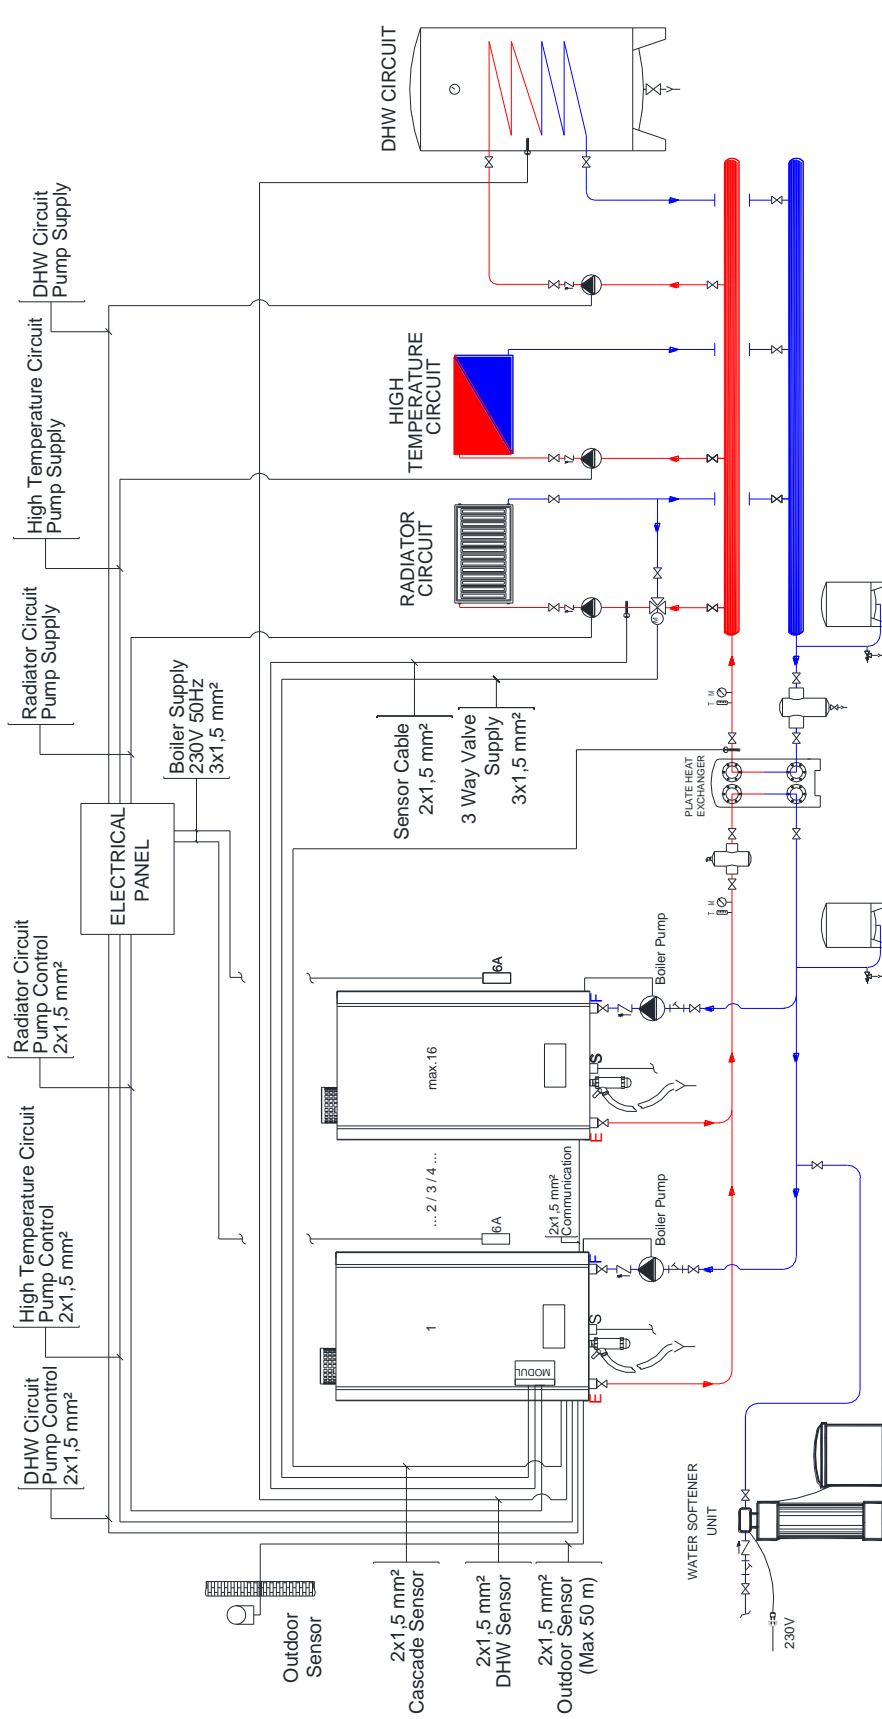 DHW CIRCUIT
DHW Circuit
Pump Supply
High Temperature Circuit
Pump Supply
HIGH
TEMPERATURE
CIRCUIT
Radiator Circuit
Pump Supply
RADIATOR
CIRCUIT
Boiler Supply
230V 50Hz
3x1,5 mm²
Sensor Cable
2x1,5 mm²
3 Way Valve
Supply
3x1,5 mm²
M
T M
PLATE HEAT
EXCHANGER
T M
ELECTRICAL
PANEL
Radiator Circuit
Pump Control
2x1,5 mm²
6A
Boiler Pump
F
S
E
max.16
... 2 / 3 / 4 ...
2x1,5 mm²
Communication
6A
Boiler Pump
F
S
E
1
MODUL
High Temperature Circuit
Pump Control
2x1,5 mm²
DHW Circuit
Pump Control
2x1,5 mm²
WATER SOFTENER
UNIT
230V
Outdoor
Sensor
2x1,5 mm²
Cascade Sensor
2x1,5 mm²
DHW Sensor
2x1,5 mm²
Outdoor Sensor
(Max 50 m)